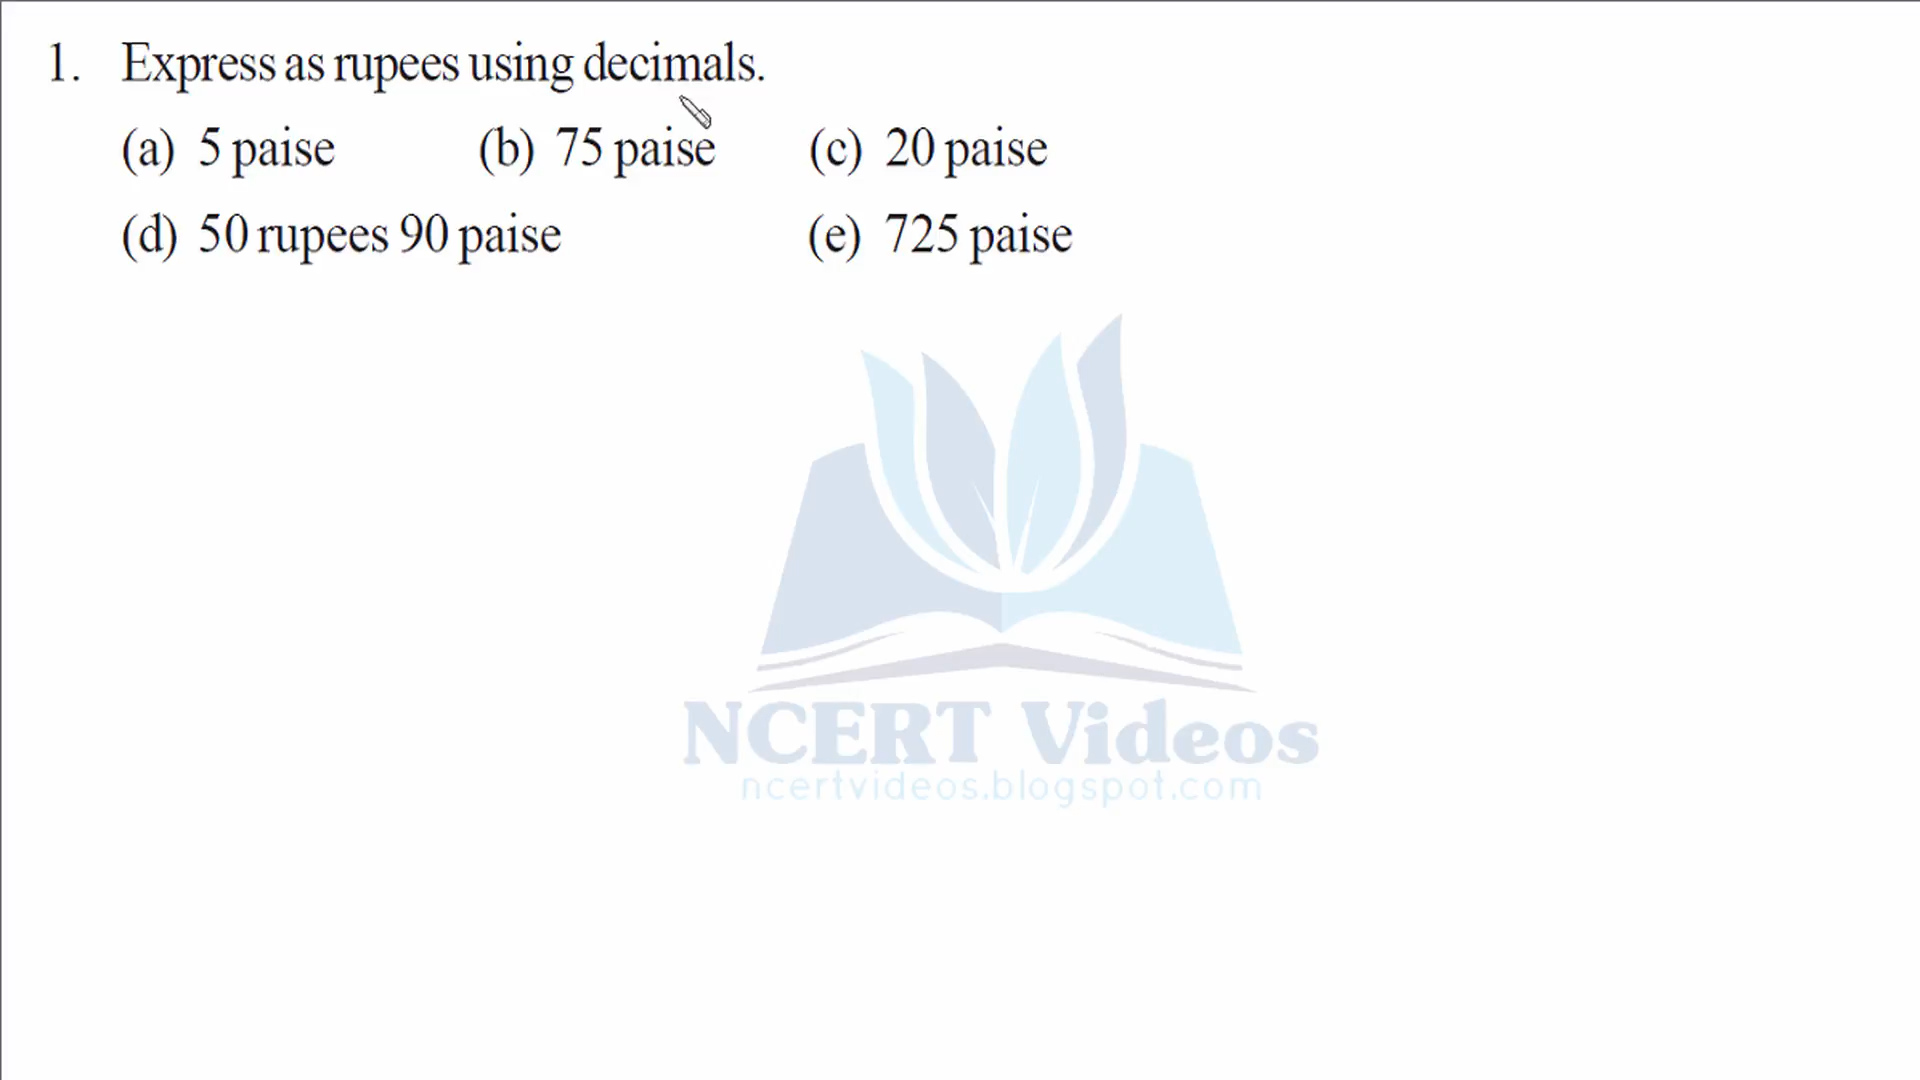 1. Express as rupees using decimals.
(a) 5 paise (b) 75 paise (c) 20 paise
(d) 50 rupees 90 paise (e) 725 paise
NCERT Videos
ncertvideos.blogspot.com